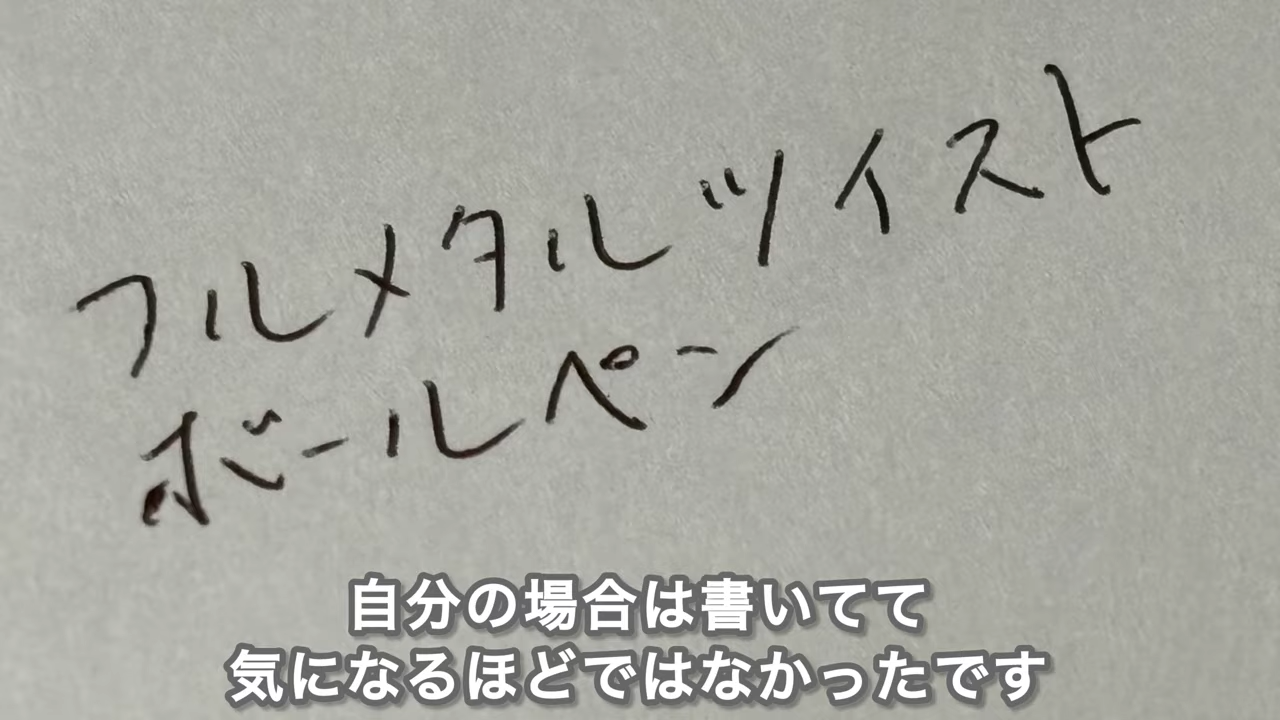 フルメタルツイスト
ボールペン
自分の場合は書いてて
気になるほどではなかったです